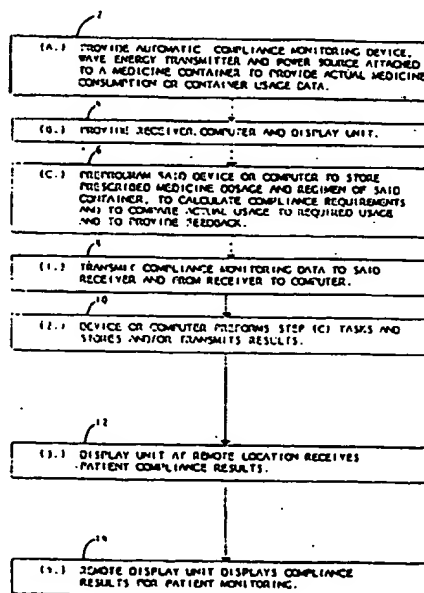 2
(A.) PROVIDE AUTOMATIC COMPLIANCE MONITORING DEVICE,
WAVE ENERGY TRANSMITTER AND POWER SOURCE ATTACHED
TO A MEDICINE CONTAINER TO PROVIDE ACTUAL MEDICINE
CONSUMPTION OR CONTAINER USAGE DATA.
(B.) PROVIDE RECEIVER, COMPUTER AND DISPLAY UNIT.
6
(C.) PREPROGRAM SAID DEVICE OR COMPUTER TO STORE
PRESCRIBED MEDICINE DOSAGE AND REGIMEN OF SAID
CONTAINER, TO CALCULATE COMPLIANCE REQUIREMENTS
AND TO COMPARE ACTUAL USAGE TO REQUIRED USAGE
AND TO PROVIDE FEEDBACK.
8
(1.) TRANSMIT COMPLIANCE MONITORING DATA TO SAID
RECEIVER AND FROM RECEIVER TO COMPUTER.
10
(2.) DEVICE OR COMPUTER PREFORMS STEP (C) TASKS AND
STORES AND/OR TRANSMITS RESULTS.
12
(3.) DISPLAY UNIT AT REMOTE LOCATION RECEIVES
PATIENT COMPLIANCE RESULTS.
14
REMOTE DISPLAY UNIT DISPLAYS COMPLIANCE
RESULTS FOR PATIENT MONITORING.